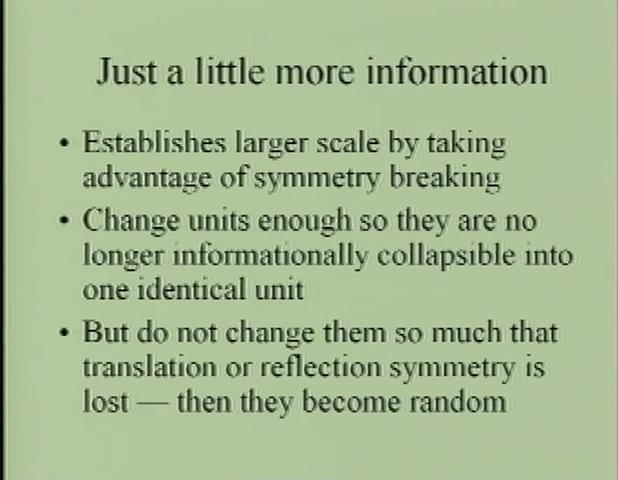 Just a little more information
• Establishes larger scale by taking
advantage of symmetry breaking
• Change units enough so they are no
longer informationally collapsible into
one identical unit
• But do not change them so much that
translation or reflection symmetry is
lost — then they become random